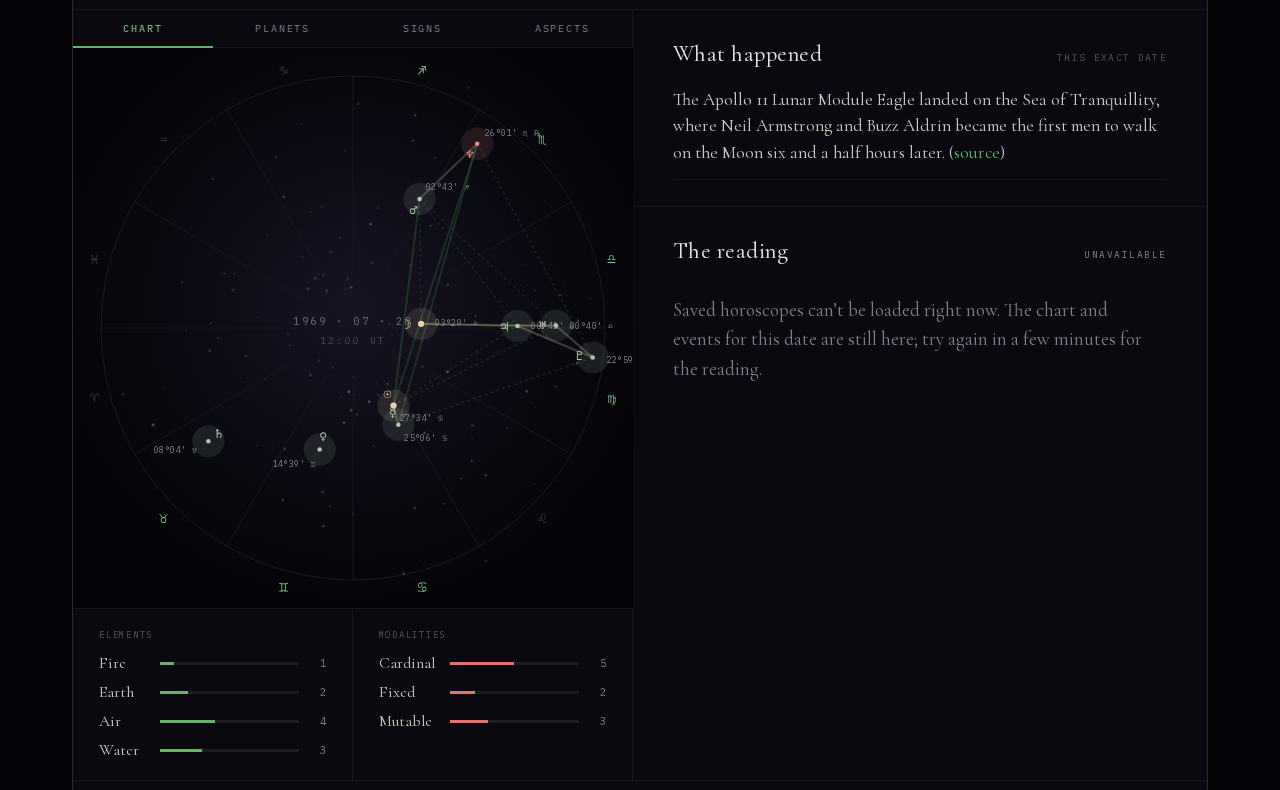 CHART PLANETS SIGNS ASPECTS
What happened
THIS EXACT DATE
The Apollo 11 Lunar Module Eagle landed on the Sea of Tranquillity,
where Neil Armstrong and Buzz Aldrin became the first men to walk
on the Moon six and a half hours later. (source)
The reading
UNAVAILABLE
Saved horoscopes can’t be loaded right now. The chart and
events for this date are still here; try again in a few minutes for
the reading.
♑ ♐
♒ 26°01' ♏ ℞ ♏
♆
02°43' ♐
♂
♓ ♎
1969 · 07 ·
☽ 03°29' ♎ ♃ ♅ 00°40' ♎
12:00 UT
♇ 22°59
♈ ☉ ♍
☿ 27°34' ♋
25°06' ♋
♄ 08°04' ♉
♀ 14°39' ♊
♉ ♌
♊ ♋
ELEMENTS
Fire 1
Earth 2
Air 4
Water 3
MODALITIES
Cardinal 5
Fixed 2
Mutable 3